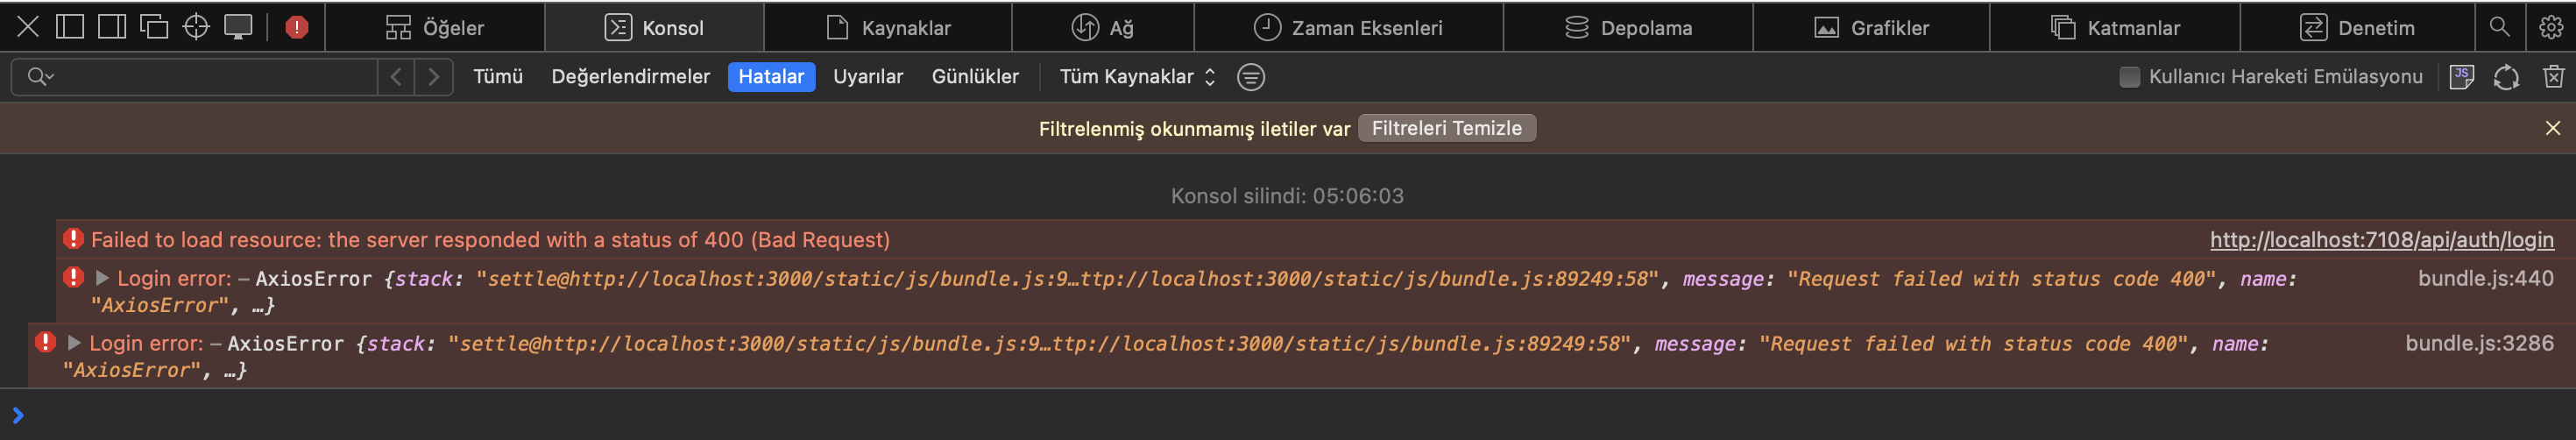 Öğeler Konsol Kaynaklar Ağ Zaman Eksenleri Depolama Grafikler Katmanlar Denetim
Tümü Değerlendirmeler Hatalar Uyarılar Günlükler Tüm Kaynaklar Kullanıcı Hareketi Emülasyonu JS
Filtrelenmiş okunmamış iletiler var Filtreleri Temizle
Konsol silindi: 05:06:03
Failed to load resource: the server responded with a status of 400 (Bad Request) http://localhost:7108/api/auth/login
Login error: – AxiosError {stack: "settle@http://localhost:3000/static/js/bundle.js:9…ttp://localhost:3000/static/js/bundle.js:89249:58", message: "Request failed with status code 400", name: bundle.js:440
"AxiosError", …}
Login error: – AxiosError {stack: "settle@http://localhost:3000/static/js/bundle.js:9…ttp://localhost:3000/static/js/bundle.js:89249:58", message: "Request failed with status code 400", name: bundle.js:3286
"AxiosError", …}